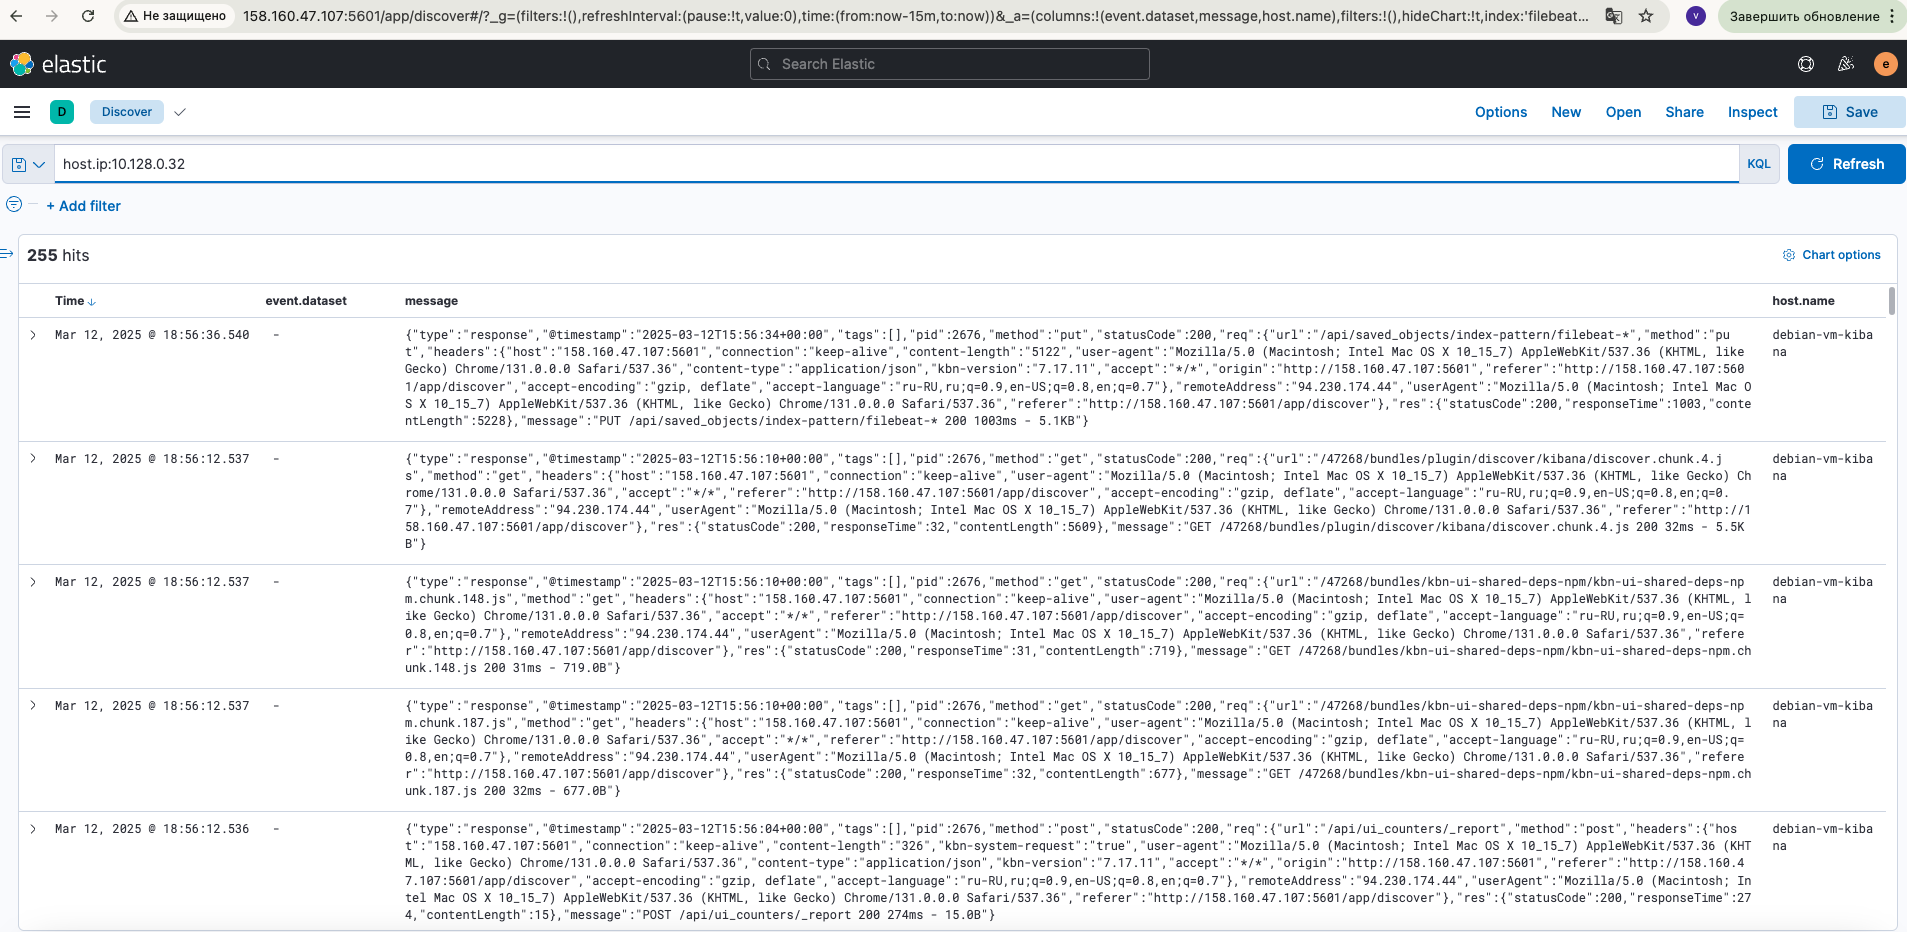 Не защищено
158.160.47.107:5601/app/discover#/?_g=(filters:!(),refreshInterval:(pause:!t,value:0),time:(from:now-15m,to:now))&_a=(columns:!(event.dataset,message,host.name),filters:!(),hideChart:!t,index:'filebeat...
v
Завершить обновление
elastic
Search Elastic
e
D
Discover
Options
New
Open
Share
Inspect
Save
host.ip:10.128.0.32
KQL
Refresh
+ Add filter
255 hits
Chart options
Time
event.dataset
message
host.name
Mar 12, 2025 @ 18:56:36.540
-
{"type":"response","@timestamp":"2025-03-12T15:56:34+00:00","tags":[],"pid":2676,"method":"put","statusCode":200,"req":{"url":"/api/saved_objects/index-pattern/filebeat-*","method":"pu
t","headers":{"host":"158.160.47.107:5601","connection":"keep-alive","content-length":"5122","user-agent":"Mozilla/5.0 (Macintosh; Intel Mac OS X 10_15_7) AppleWebKit/537.36 (KHTML, like
Gecko) Chrome/131.0.0.0 Safari/537.36","content-type":"application/json","kbn-version":"7.17.11","accept":"*/*","origin":"http://158.160.47.107:5601","referer":"http://158.160.47.107:560
1/app/discover","accept-encoding":"gzip, deflate","accept-language":"ru-RU,ru;q=0.9,en-US;q=0.8,en;q=0.7"},"remoteAddress":"94.230.174.44","userAgent":"Mozilla/5.0 (Macintosh; Intel Mac O
S X 10_15_7) AppleWebKit/537.36 (KHTML, like Gecko) Chrome/131.0.0.0 Safari/537.36","referer":"http://158.160.47.107:5601/app/discover"},"res":{"statusCode":200,"responseTime":1003,"conte
ntLength":5228},"message":"PUT /api/saved_objects/index-pattern/filebeat-* 200 1003ms - 5.1KB"}
debian-vm-kiba
na
Mar 12, 2025 @ 18:56:12.537
-
{"type":"response","@timestamp":"2025-03-12T15:56:10+00:00","tags":[],"pid":2676,"method":"get","statusCode":200,"req":{"url":"/47268/bundles/plugin/discover/kibana/discover.chunk.4.j
s","method":"get","headers":{"host":"158.160.47.107:5601","connection":"keep-alive","user-agent":"Mozilla/5.0 (Macintosh; Intel Mac OS X 10_15_7) AppleWebKit/537.36 (KHTML, like Gecko) Ch
rome/131.0.0.0 Safari/537.36","accept":"*/*","referer":"http://158.160.47.107:5601/app/discover","accept-encoding":"gzip, deflate","accept-language":"ru-RU,ru;q=0.9,en-US;q=0.8,en;q=0.
7"},"remoteAddress":"94.230.174.44","userAgent":"Mozilla/5.0 (Macintosh; Intel Mac OS X 10_15_7) AppleWebKit/537.36 (KHTML, like Gecko) Chrome/131.0.0.0 Safari/537.36","referer":"http://1
58.160.47.107:5601/app/discover"},"res":{"statusCode":200,"responseTime":32,"contentLength":5609},"message":"GET /47268/bundles/plugin/discover/kibana/discover.chunk.4.js 200 32ms - 5.5K
B"}
debian-vm-kiba
na
Mar 12, 2025 @ 18:56:12.537
-
{"type":"response","@timestamp":"2025-03-12T15:56:10+00:00","tags":[],"pid":2676,"method":"get","statusCode":200,"req":{"url":"/47268/bundles/kbn-ui-shared-deps-npm/kbn-ui-shared-deps-np
m.chunk.148.js","method":"get","headers":{"host":"158.160.47.107:5601","connection":"keep-alive","user-agent":"Mozilla/5.0 (Macintosh; Intel Mac OS X 10_15_7) AppleWebKit/537.36 (KHTML, l
ike Gecko) Chrome/131.0.0.0 Safari/537.36","accept":"*/*","referer":"http://158.160.47.107:5601/app/discover","accept-encoding":"gzip, deflate","accept-language":"ru-RU,ru;q=0.9,en-US;q=
0.8,en;q=0.7"},"remoteAddress":"94.230.174.44","userAgent":"Mozilla/5.0 (Macintosh; Intel Mac OS X 10_15_7) AppleWebKit/537.36 (KHTML, like Gecko) Chrome/131.0.0.0 Safari/537.36","refere
r":"http://158.160.47.107:5601/app/discover"},"res":{"statusCode":200,"responseTime":31,"contentLength":719},"message":"GET /47268/bundles/kbn-ui-shared-deps-npm/kbn-ui-shared-deps-npm.ch
unk.148.js 200 31ms - 719.0B"}
debian-vm-kiba
na
Mar 12, 2025 @ 18:56:12.537
-
{"type":"response","@timestamp":"2025-03-12T15:56:10+00:00","tags":[],"pid":2676,"method":"get","statusCode":200,"req":{"url":"/47268/bundles/kbn-ui-shared-deps-npm/kbn-ui-shared-deps-np
m.chunk.187.js","method":"get","headers":{"host":"158.160.47.107:5601","connection":"keep-alive","user-agent":"Mozilla/5.0 (Macintosh; Intel Mac OS X 10_15_7) AppleWebKit/537.36 (KHTML, l
ike Gecko) Chrome/131.0.0.0 Safari/537.36","accept":"*/*","referer":"http://158.160.47.107:5601/app/discover","accept-encoding":"gzip, deflate","accept-language":"ru-RU,ru;q=0.9,en-US;q=
0.8,en;q=0.7"},"remoteAddress":"94.230.174.44","userAgent":"Mozilla/5.0 (Macintosh; Intel Mac OS X 10_15_7) AppleWebKit/537.36 (KHTML, like Gecko) Chrome/131.0.0.0 Safari/537.36","refere
r":"http://158.160.47.107:5601/app/discover"},"res":{"statusCode":200,"responseTime":32,"contentLength":677},"message":"GET /47268/bundles/kbn-ui-shared-deps-npm/kbn-ui-shared-deps-npm.ch
unk.187.js 200 32ms - 677.0B"}
debian-vm-kiba
na
Mar 12, 2025 @ 18:56:12.536
-
{"type":"response","@timestamp":"2025-03-12T15:56:04+00:00","tags":[],"pid":2676,"method":"post","statusCode":200,"req":{"url":"/api/ui_counters/_report","method":"post","headers":{"hos
t":"158.160.47.107:5601","connection":"keep-alive","content-length":"326","kbn-system-request":"true","user-agent":"Mozilla/5.0 (Macintosh; Intel Mac OS X 10_15_7) AppleWebKit/537.36 (KHT
ML, like Gecko) Chrome/131.0.0.0 Safari/537.36","content-type":"application/json","kbn-version":"7.17.11","accept":"*/*","origin":"http://158.160.47.107:5601","referer":"http://158.160.4
7.107:5601/app/discover","accept-encoding":"gzip, deflate","accept-language":"ru-RU,ru;q=0.9,en-US;q=0.8,en;q=0.7"},"remoteAddress":"94.230.174.44","userAgent":"Mozilla/5.0 (Macintosh; In
tel Mac OS X 10_15_7) AppleWebKit/537.36 (KHTML, like Gecko) Chrome/131.0.0.0 Safari/537.36","referer":"http://158.160.47.107:5601/app/discover"},"res":{"statusCode":200,"responseTime":27
4,"contentLength":15},"message":"POST /api/ui_counters/_report 200 274ms - 15.0B"}
debian-vm-kiba
na